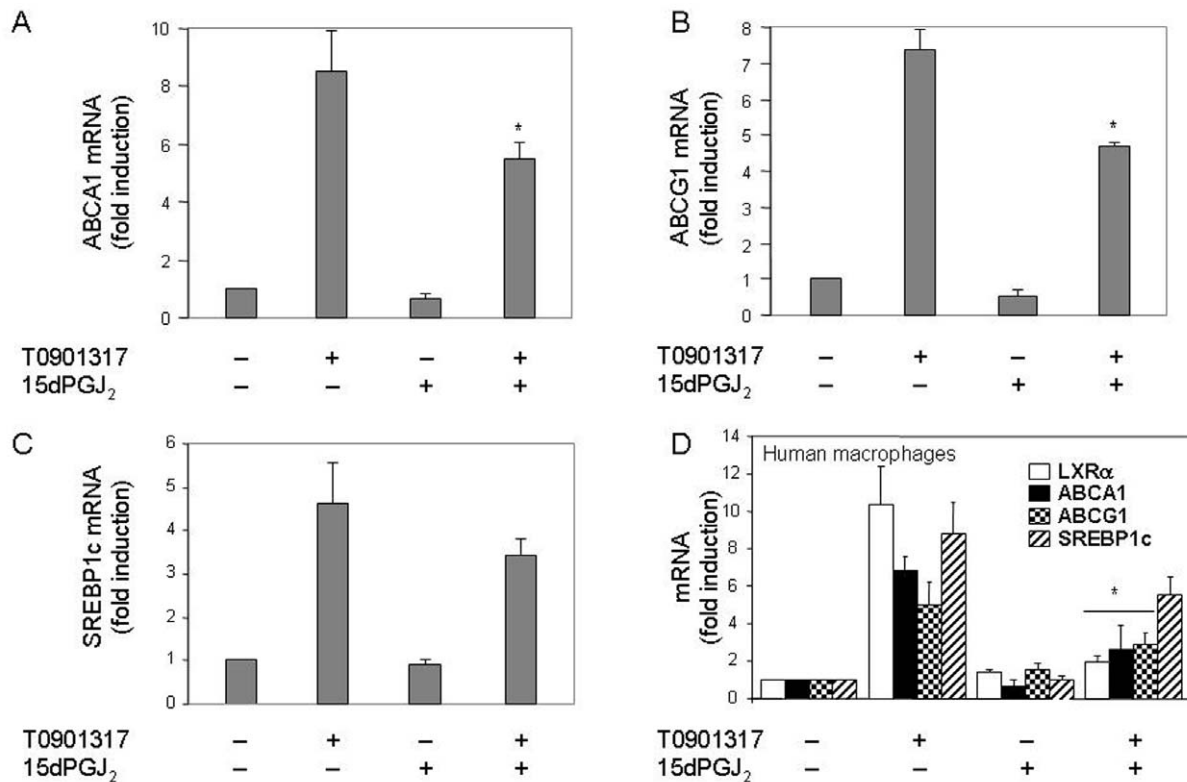 A
ABCA1 mRNA
(fold induction)
10
8
6
4
2
0
*
T0901317 – + – +
15dPGJ₂ – – + +
B
ABCG1 mRNA
(fold induction)
8
7
6
5
4
3
2
1
0
*
T0901317 – + – +
15dPGJ₂ – – + +
C
SREBP1c mRNA
(fold induction)
6
5
4
3
2
1
0
T0901317 – + – +
15dPGJ₂ – – + +
D
mRNA
(fold induction)
14
12
10
8
6
4
2
0
Human macrophages
LXRα
ABCA1
ABCG1
SREBP1c
*
T0901317 – + – +
15dPGJ₂ – – + +